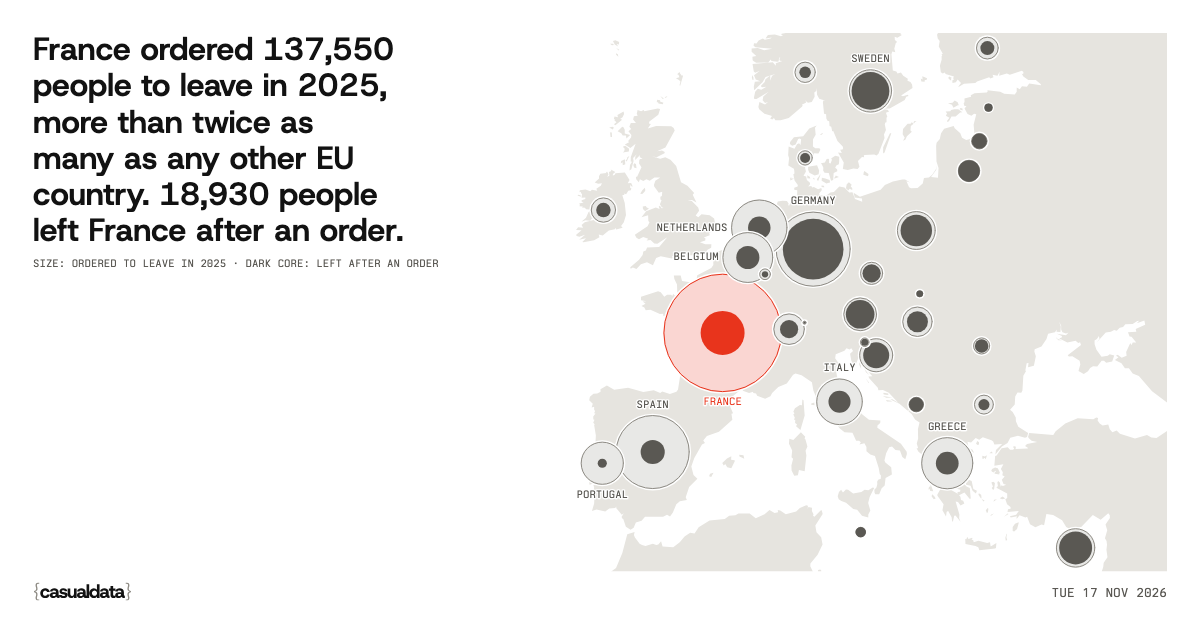 France ordered 137,550
people to leave in 2025,
more than twice as
many as any other EU
country. 18,930 people
left France after an order.
SIZE: ORDERED TO LEAVE IN 2025 · DARK CORE: LEFT AFTER AN ORDER
SWEDEN
GERMANY
NETHERLANDS
BELGIUM
ITALY
FRANCE
SPAIN
GREECE
PORTUGAL
{casualdata}
TUE 17 NOV 2026